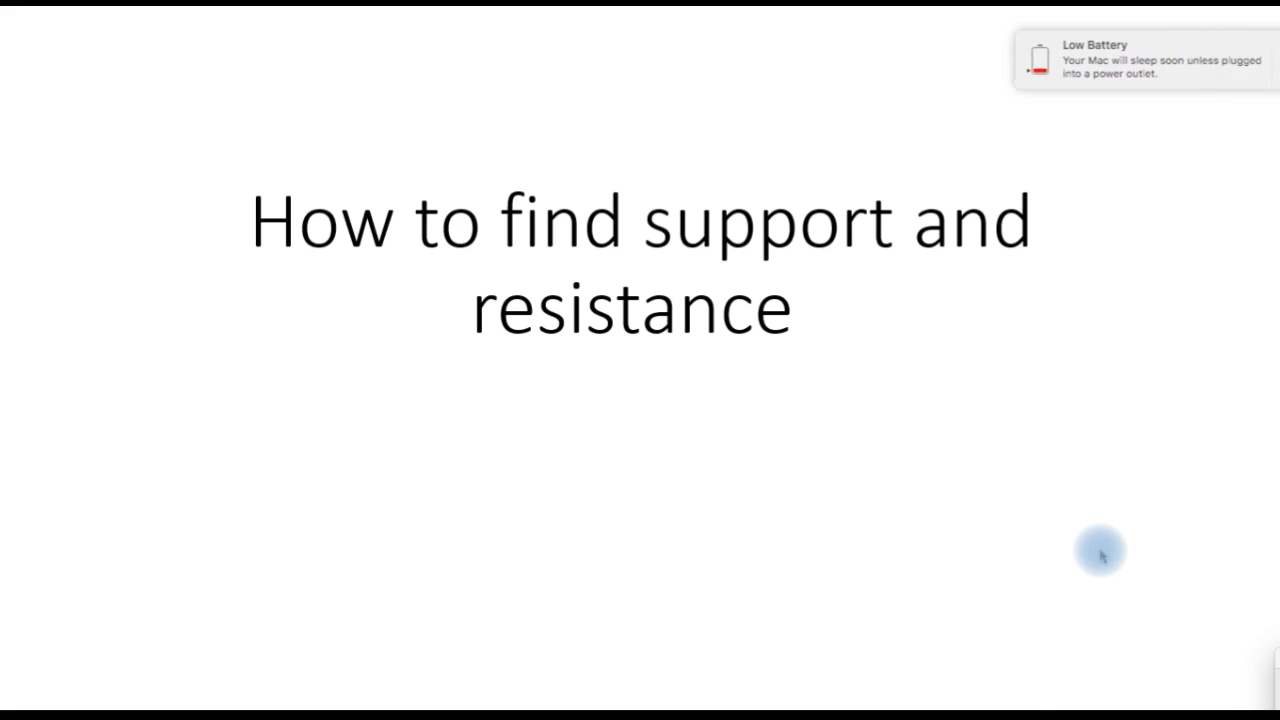 Low Battery
Your Mac will sleep soon unless plugged
into a power outlet.
How to find support and
resistance